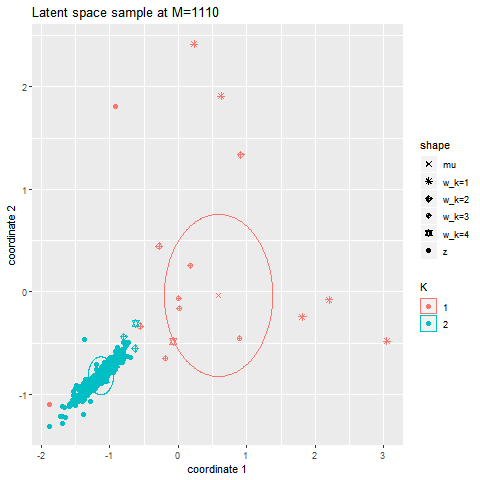 Latent space sample at M=1110
coordinate 2
2
1
0
-1
-2
-1
0
1
2
3
coordinate 1
shape
mu
w_k=1
w_k=2
w_k=3
w_k=4
z
K
1
2